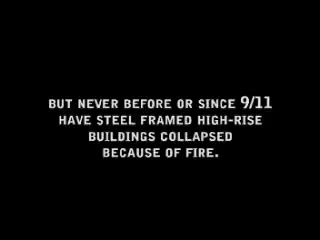 BUT NEVER BEFORE OR SINCE 9/11
HAVE STEEL FRAMED HIGH-RISE
BUILDINGS COLLAPSED
BECAUSE OF FIRE.